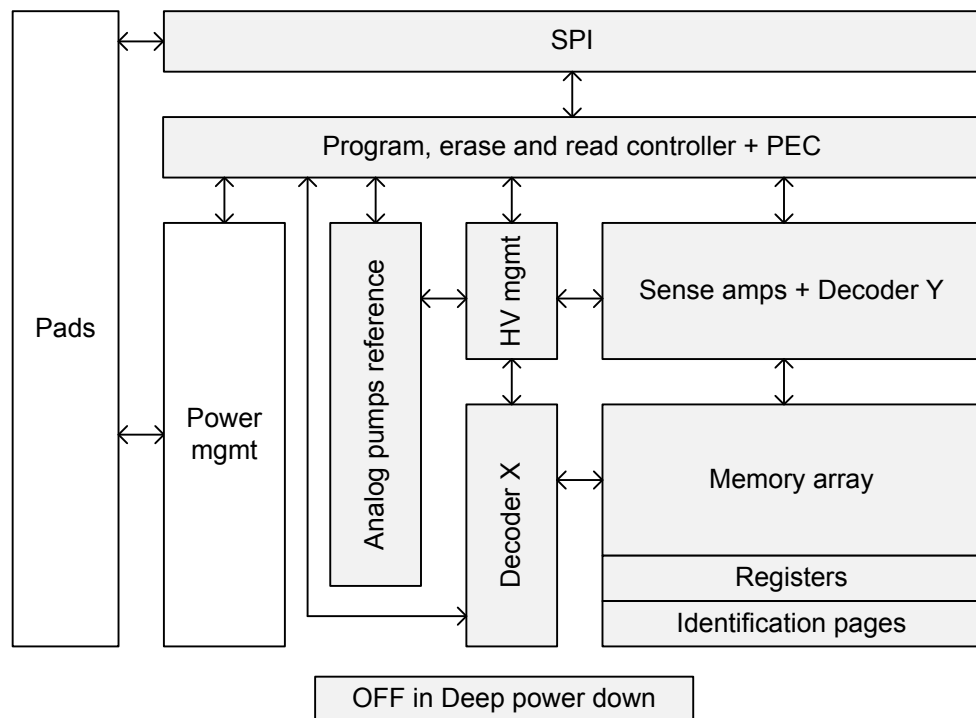 SPI
Program, erase and read controller + PEC
Pads
Power
mgmt
Analog pumps reference
HV mgmt
Sense amps + Decoder Y
Decoder X
Memory array
Registers
Identification pages
OFF in Deep power down